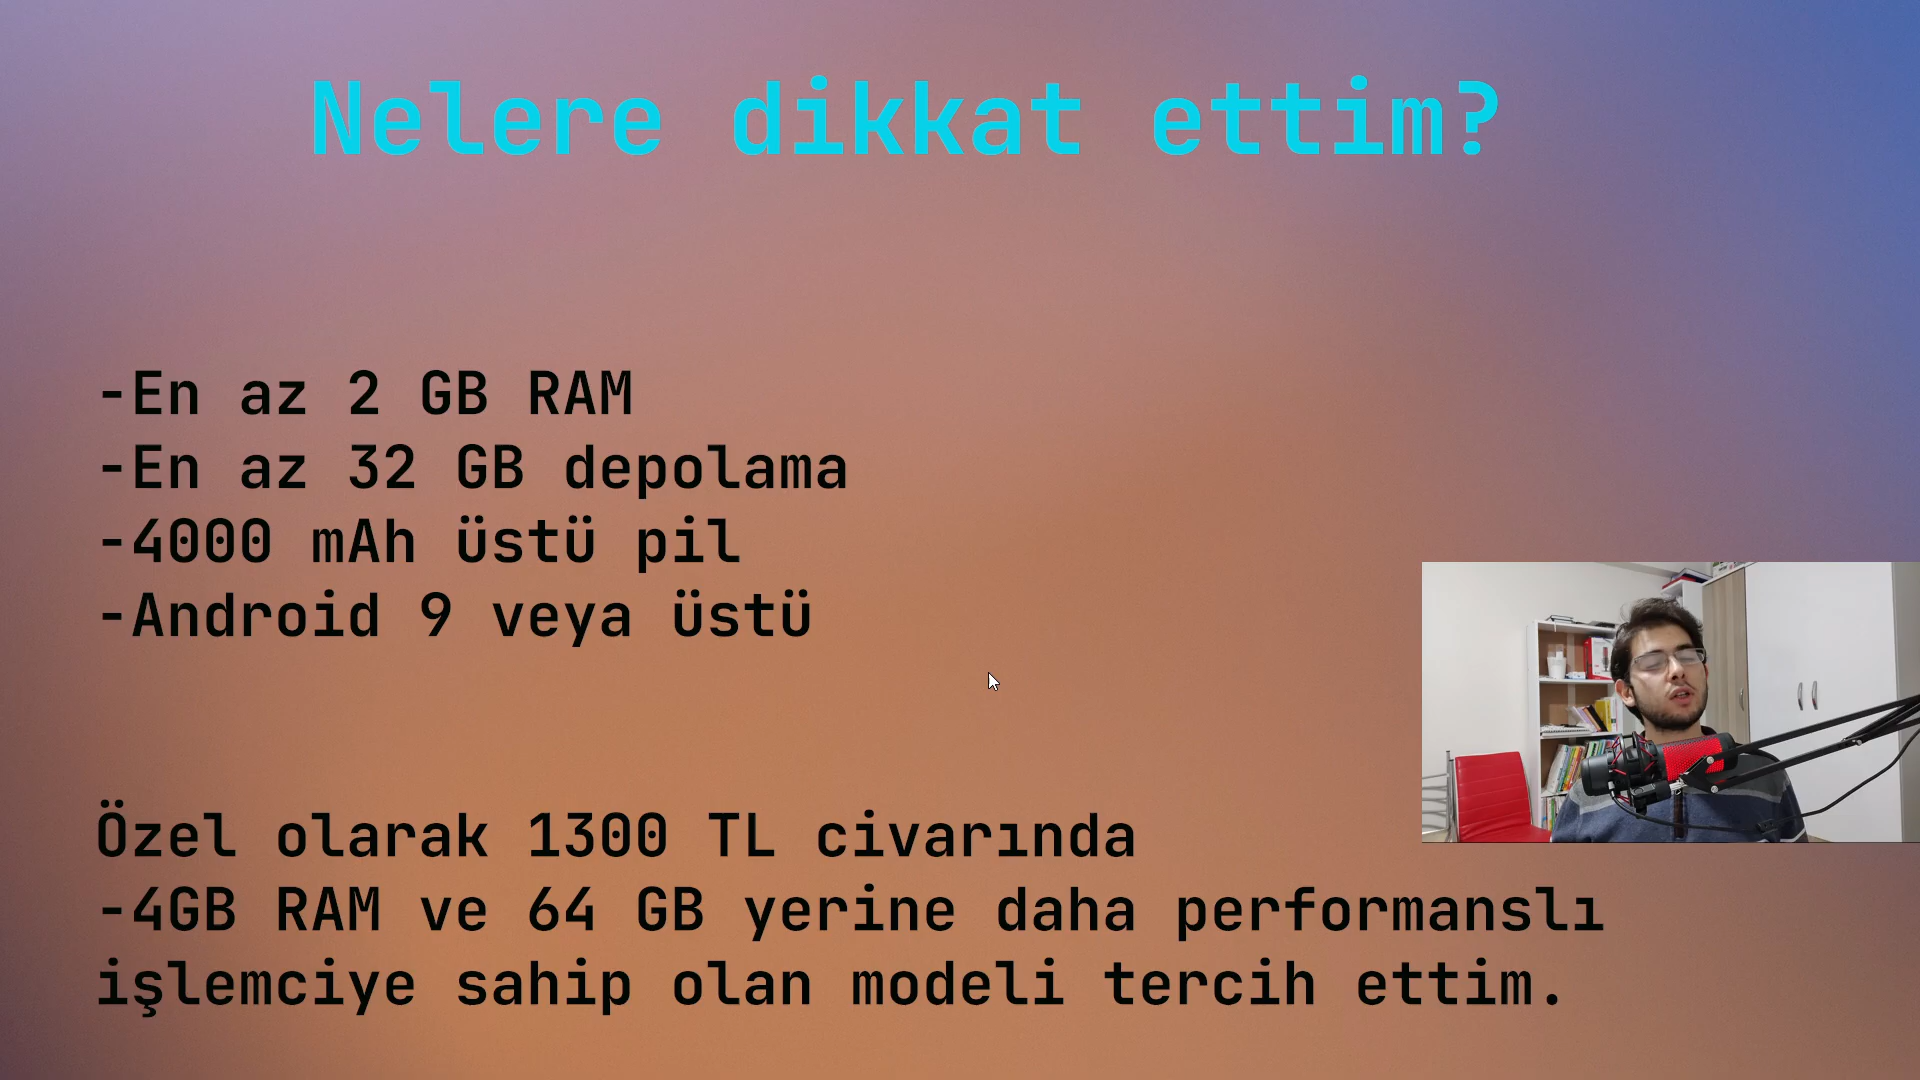 Nelere dikkat ettim?
-En az 2 GB RAM
-En az 32 GB depolama
-4000 mAh üstü pil
-Android 9 veya üstü
Özel olarak 1300 TL civarında
-4GB RAM ve 64 GB yerine daha performanslı
işlemciye sahip olan modeli tercih ettim.